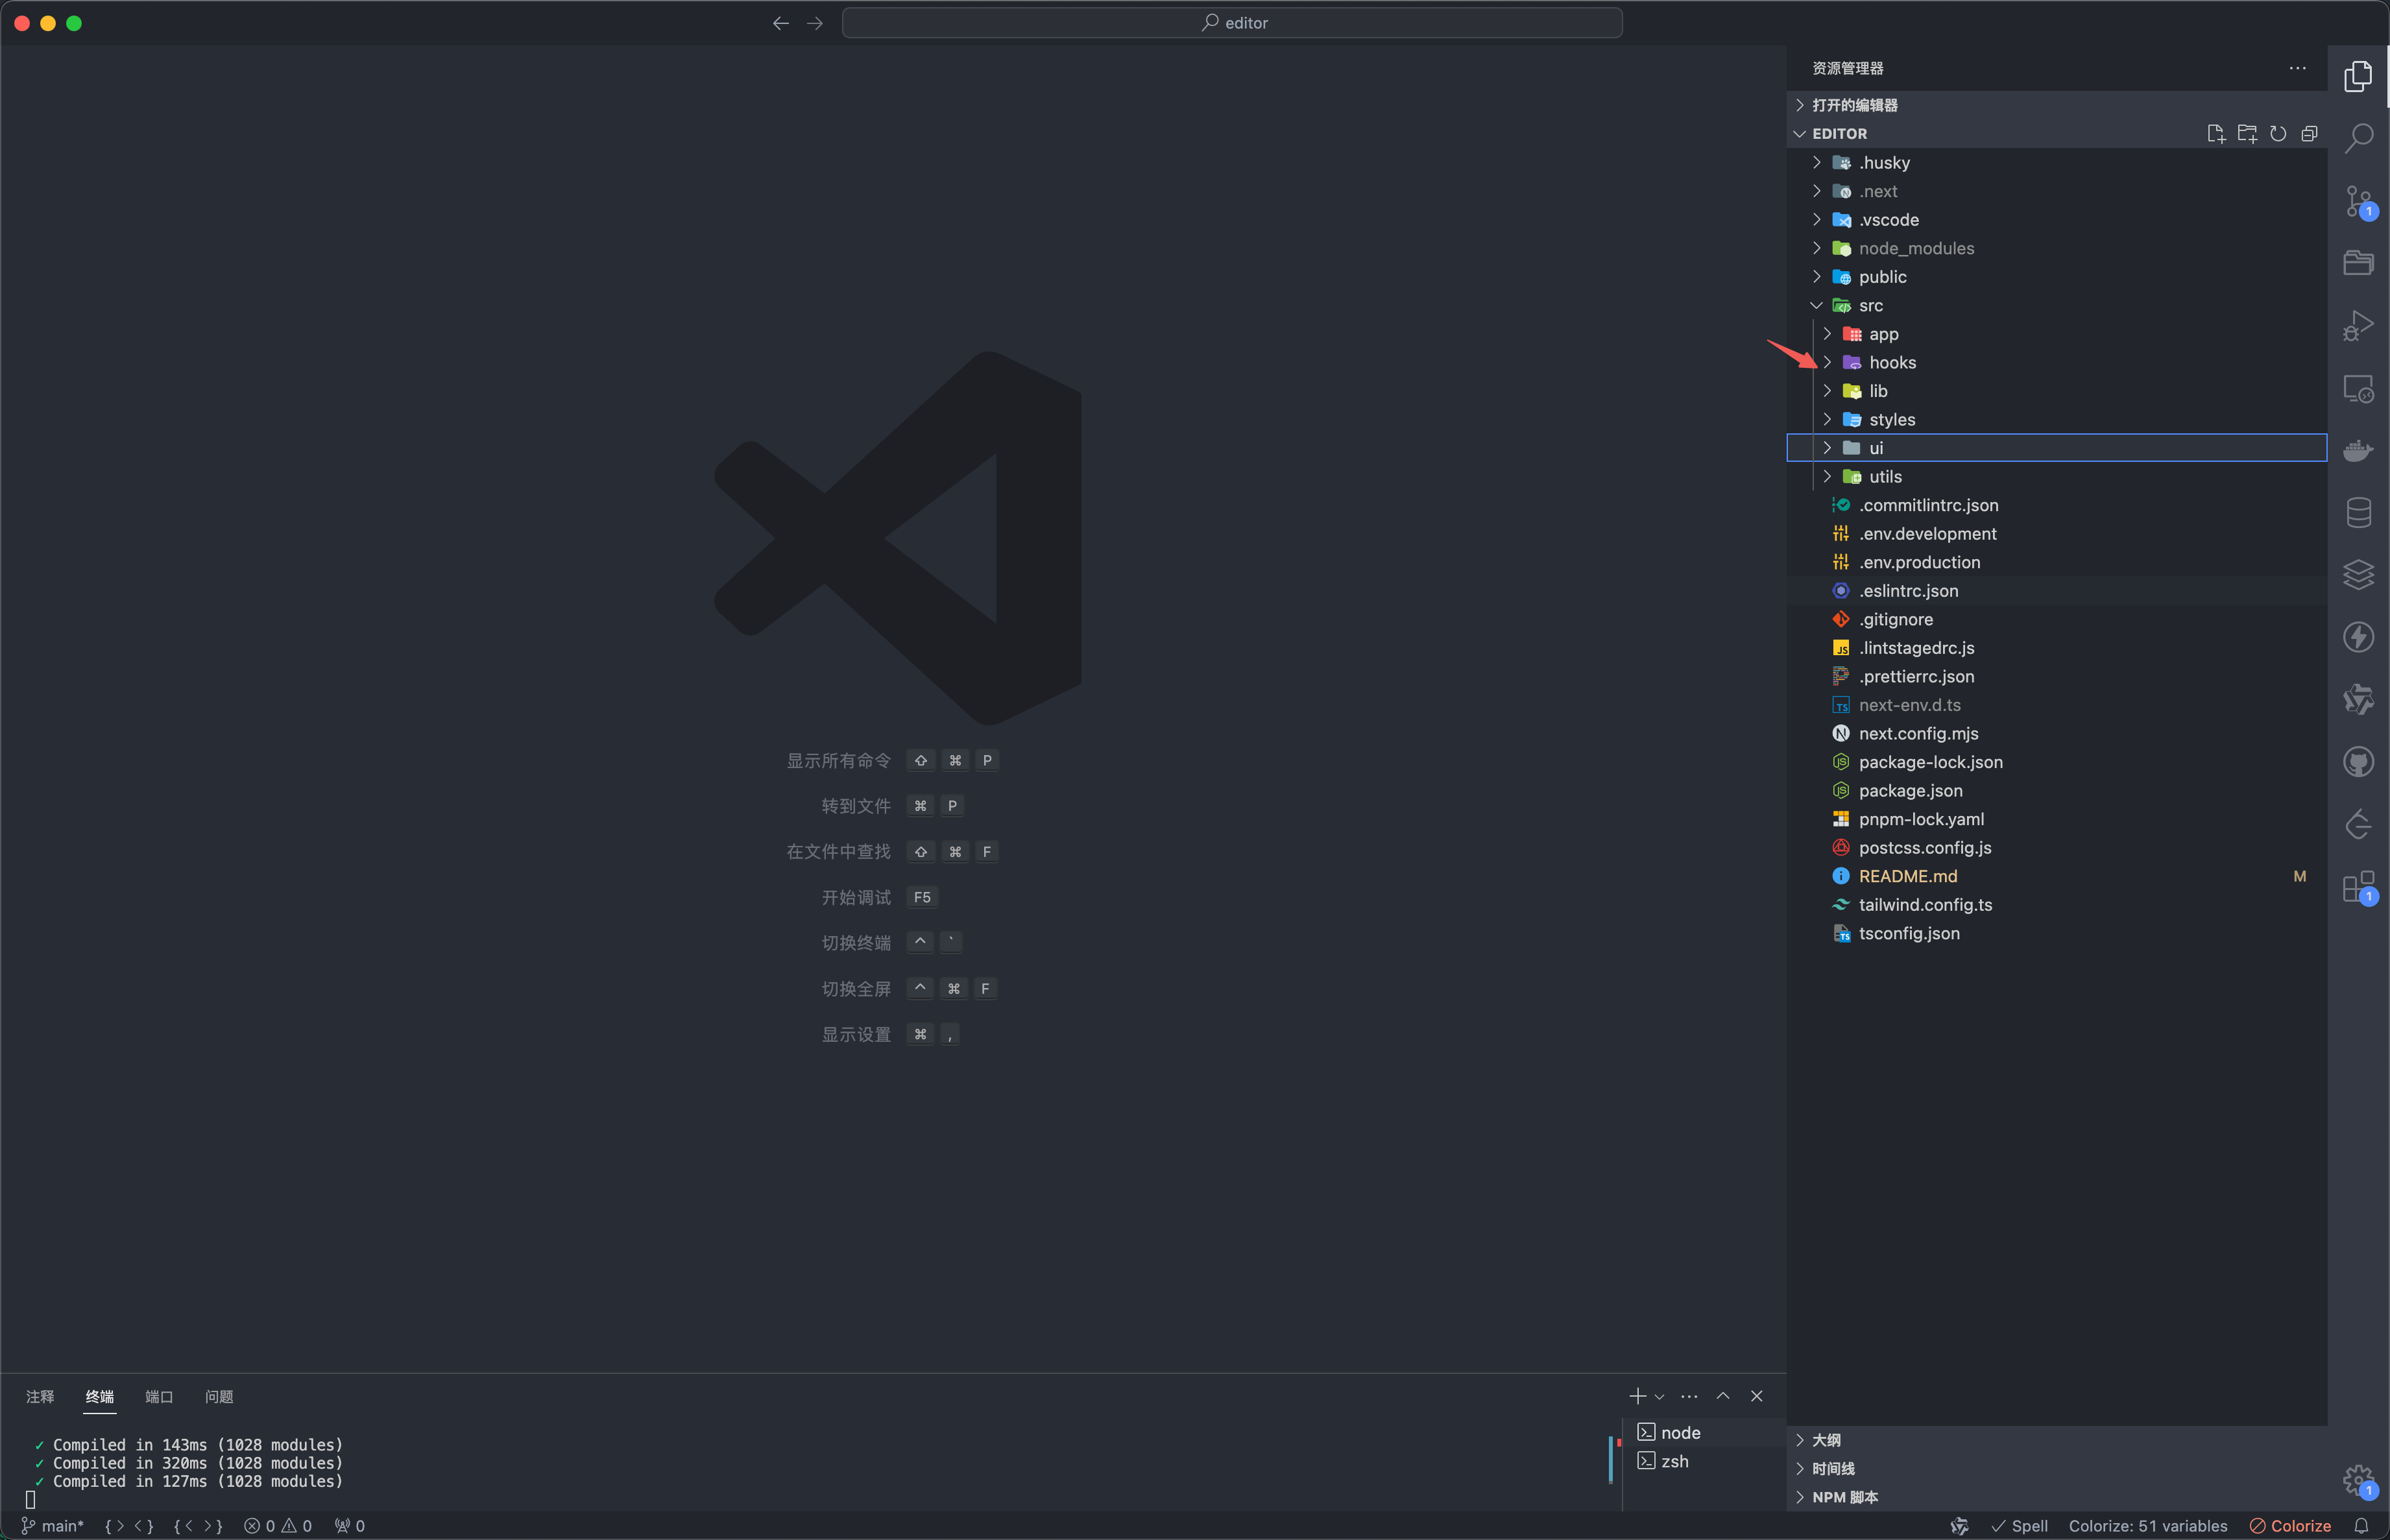 editor
资源管理器
打开的编辑器
EDITOR
.husky
.next
.vscode
node_modules
public
src
app
hooks
lib
styles
ui
utils
.commitlintrc.json
.env.development
.env.production
.eslintrc.json
.gitignore
.lintstagedrc.js
.prettierrc.json
next-env.d.ts
next.config.mjs
package-lock.json
package.json
pnpm-lock.yaml
postcss.config.js
README.md M
tailwind.config.ts
tsconfig.json
大纲
时间线
NPM 脚本
显示所有命令 ⇧ ⌘ P
转到文件 ⌘ P
在文件中查找 ⇧ ⌘ F
开始调试 F5
切换终端 ^ `
切换全屏 ^ ⌘ F
显示设置 ⌘ ,
注释 终端 端口 问题
✓ Compiled in 143ms (1028 modules)
✓ Compiled in 320ms (1028 modules)
✓ Compiled in 127ms (1028 modules)
node
zsh
1
1
1
main* {> <} {< >} 0 0 0 Spell Colorize: 51 variables Colorize